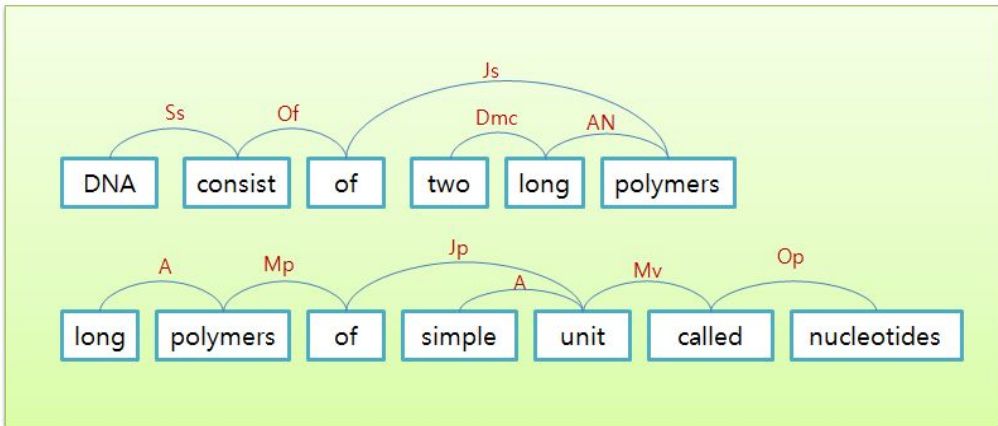 Js
Ss Of Dmc AN
DNA consist of two long polymers
Jp Op
A Mp A Mv
long polymers of simple unit called nucleotides